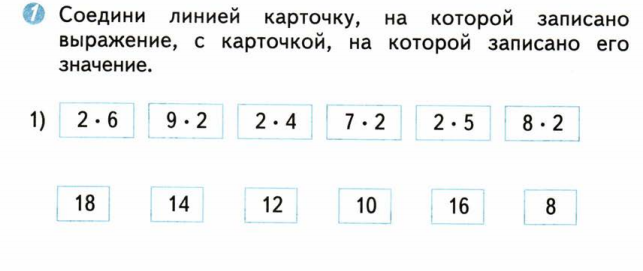 1 Соедини линией карточку, на которой записано
выражение, с карточкой, на которой записано его
значение.
1) 2 · 6 9 · 2 2 · 4 7 · 2 2 · 5 8 · 2
18 14 12 10 16 8